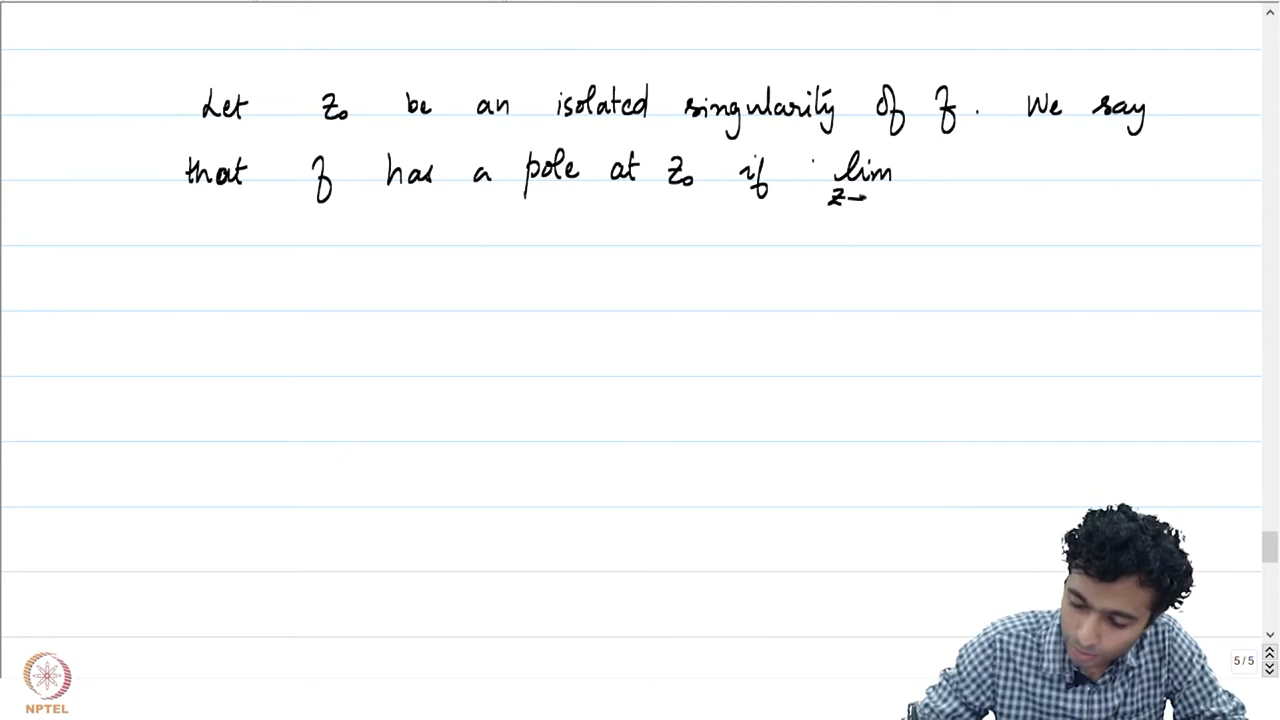 Let z₀ be an isolated singularity of f. We say
that f has a pole at z₀ if lim
z→
5 / 5
NPTEL